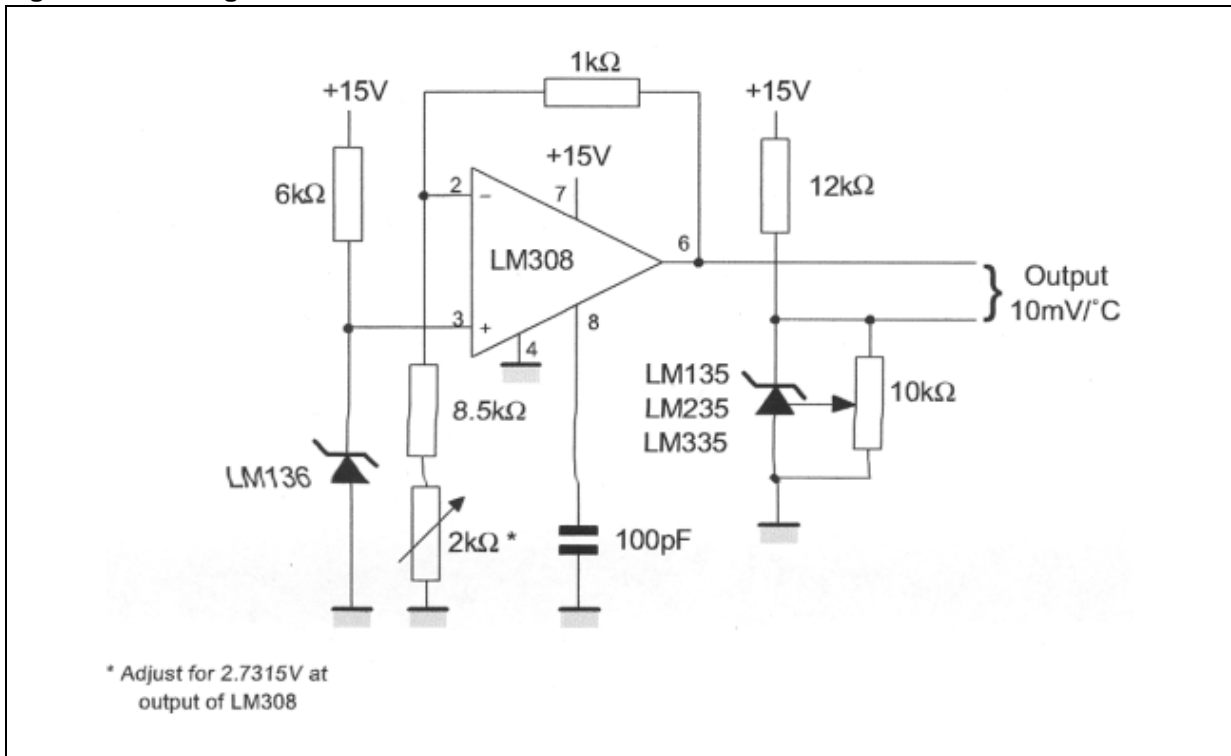 1kΩ
+15V
+15V
+15V
6kΩ
2
−
7
12kΩ
LM308
6
Output
10mV/°C
3
+
4
8
LM135
LM235
LM335
10kΩ
8.5kΩ
LM136
2kΩ *
100pF
* Adjust for 2.7315V at
output of LM308